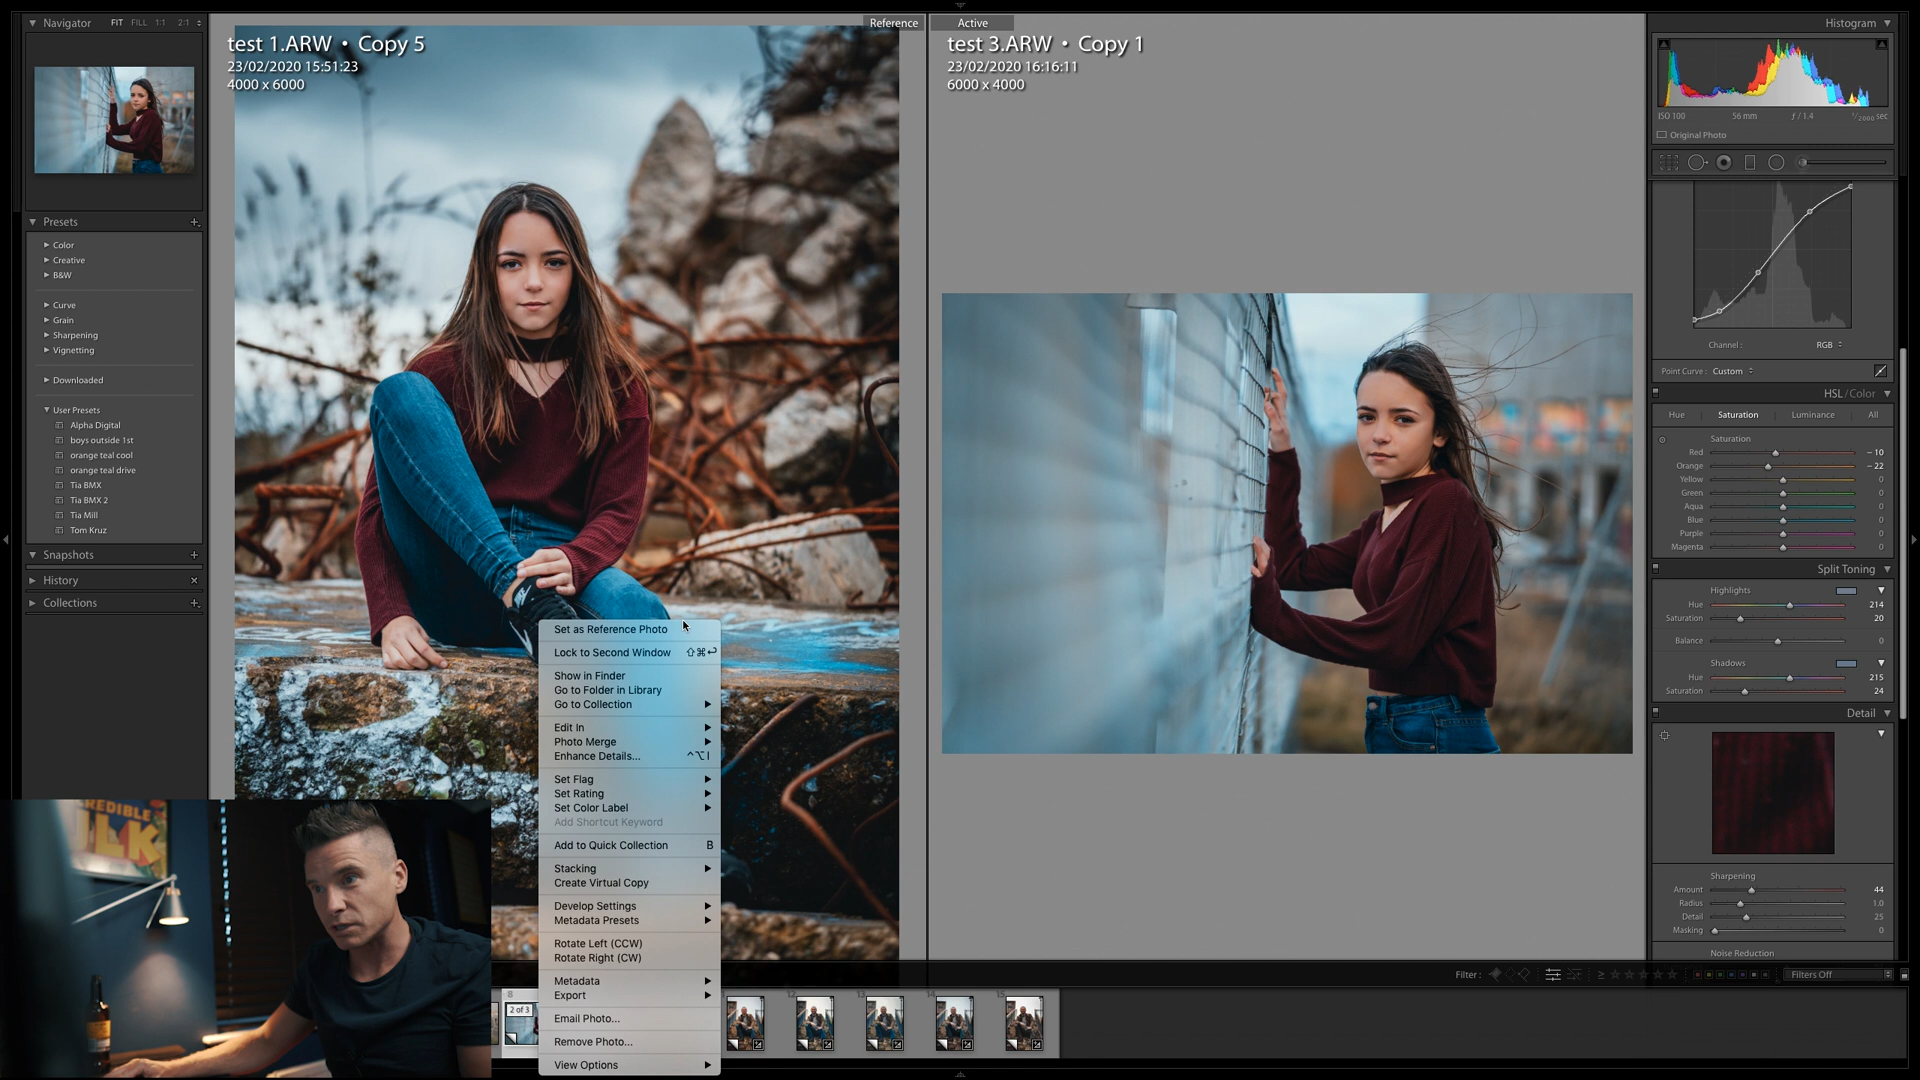 Navigator FIT FILL 1:1 2:1
Presets
Color
Creative
B&W
Curve
Grain
Sharpening
Vignetting
Downloaded
User Presets
Alpha Digital
boys outside 1st
orange teal cool
orange teal drive
Tia BMX
Tia BMX 2
Tia Mill
Tom Kruz
Snapshots
History
Collections
Reference
test 1.ARW • Copy 5
23/02/2020 15:51:23
4000 x 6000
Active
test 3.ARW • Copy 1
23/02/2020 16:16:11
6000 x 4000
Set as Reference Photo
Lock to Second Window ⇧⌘↩
Show in Finder
Go to Folder in Library
Go to Collection
Edit In
Photo Merge
Enhance Details... ^⌥I
Set Flag
Set Rating
Set Color Label
Add Shortcut Keyword
Add to Quick Collection B
Stacking
Create Virtual Copy
Develop Settings
Metadata Presets
Rotate Left (CCW)
Rotate Right (CW)
Metadata
Export
Email Photo...
Remove Photo...
View Options
Histogram
ISO 100 56 mm ƒ / 1.4 1/2000 sec
Original Photo
Channel : RGB
Point Curve : Custom
HSL / Color
Hue Saturation Luminance All
Saturation
Red – 10
Orange – 22
Yellow 0
Green 0
Aqua 0
Blue 0
Purple 0
Magenta 0
Split Toning
Highlights
Hue 214
Saturation 20
Balance 0
Shadows
Hue 215
Saturation 24
Detail
Sharpening
Amount 44
Radius 1.0
Detail 25
Masking 0
Noise Reduction
Filter : ≥ Filters Off
8 12 13 14 15
2 of 3
REDIBLE